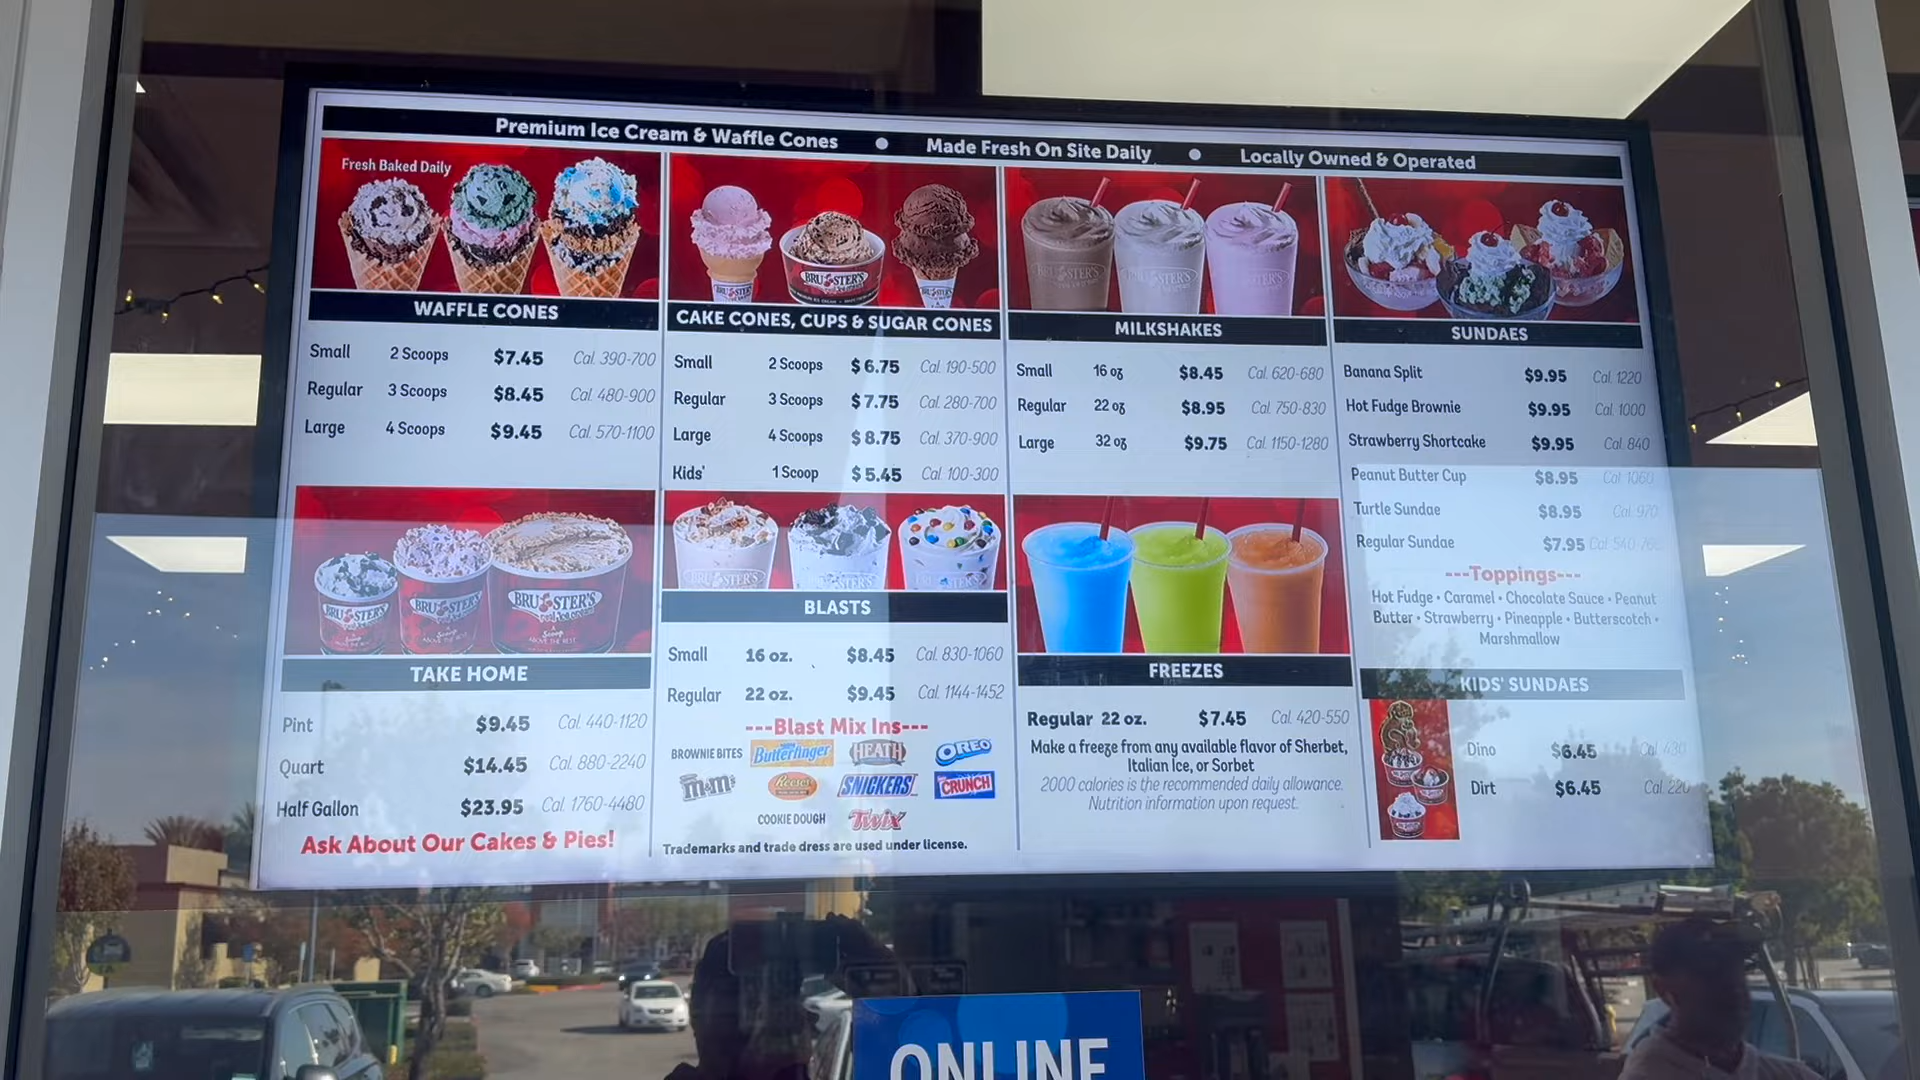 Premium Ice Cream & Waffle Cones • Made Fresh On Site Daily • Locally Owned & Operated
Fresh Baked Daily
WAFFLE CONES
Small 2 Scoops $7.45 Cal. 390-700
Regular 3 Scoops $8.45 Cal. 480-900
Large 4 Scoops $9.45 Cal. 570-1100
BRUSTER'S
CAKE CONES, CUPS & SUGAR CONES
Small 2 Scoops $6.75 Cal. 190-500
Regular 3 Scoops $7.75 Cal. 280-700
Large 4 Scoops $8.75 Cal. 370-900
Kids' 1 Scoop $5.45 Cal. 100-300
BRUSTER'S BRUSTER'S
MILKSHAKES
Small 16 oz $8.45 Cal. 620-680
Regular 22 oz $8.95 Cal. 750-830
Large 32 oz $9.75 Cal. 1150-1280
SUNDAES
Banana Split $9.95 Cal. 1220
Hot Fudge Brownie $9.95 Cal. 1000
Strawberry Shortcake $9.95 Cal. 840
Peanut Butter Cup $8.95 Cal. 1060
Turtle Sundae $8.95 Cal. 970
Regular Sundae $7.95
---Toppings---
Hot Fudge • Caramel • Chocolate Sauce • Peanut
Butter • Strawberry • Pineapple • Butterscotch •
Marshmallow
BRUSTER'S BRUSTER'S BRUSTER'S
TAKE HOME
Pint $9.45 Cal. 440-1120
Quart $14.45 Cal. 880-2240
Half Gallon $23.95 Cal. 1760-4480
Ask About Our Cakes & Pies!
BRUSTER'S BRUSTER'S
BLASTS
Small 16 oz. $8.45 Cal. 830-1060
Regular 22 oz. $9.45 Cal. 1144-1452
---Blast Mix Ins---
BROWNIE BITES Butterfinger HEATH OREO
m&m's Reese's SNICKERS CRUNCH
COOKIE DOUGH Twix
Trademarks and trade dress are used under license.
FREEZES
Regular 22 oz. $7.45 Cal. 420-550
Make a freeze from any available flavor of Sherbet,
Italian Ice, or Sorbet
2000 calories is the recommended daily allowance.
Nutrition information upon request.
KIDS' SUNDAES
Dino $6.45 Cal. 430
Dirt $6.45 Cal. 220
ONLINE